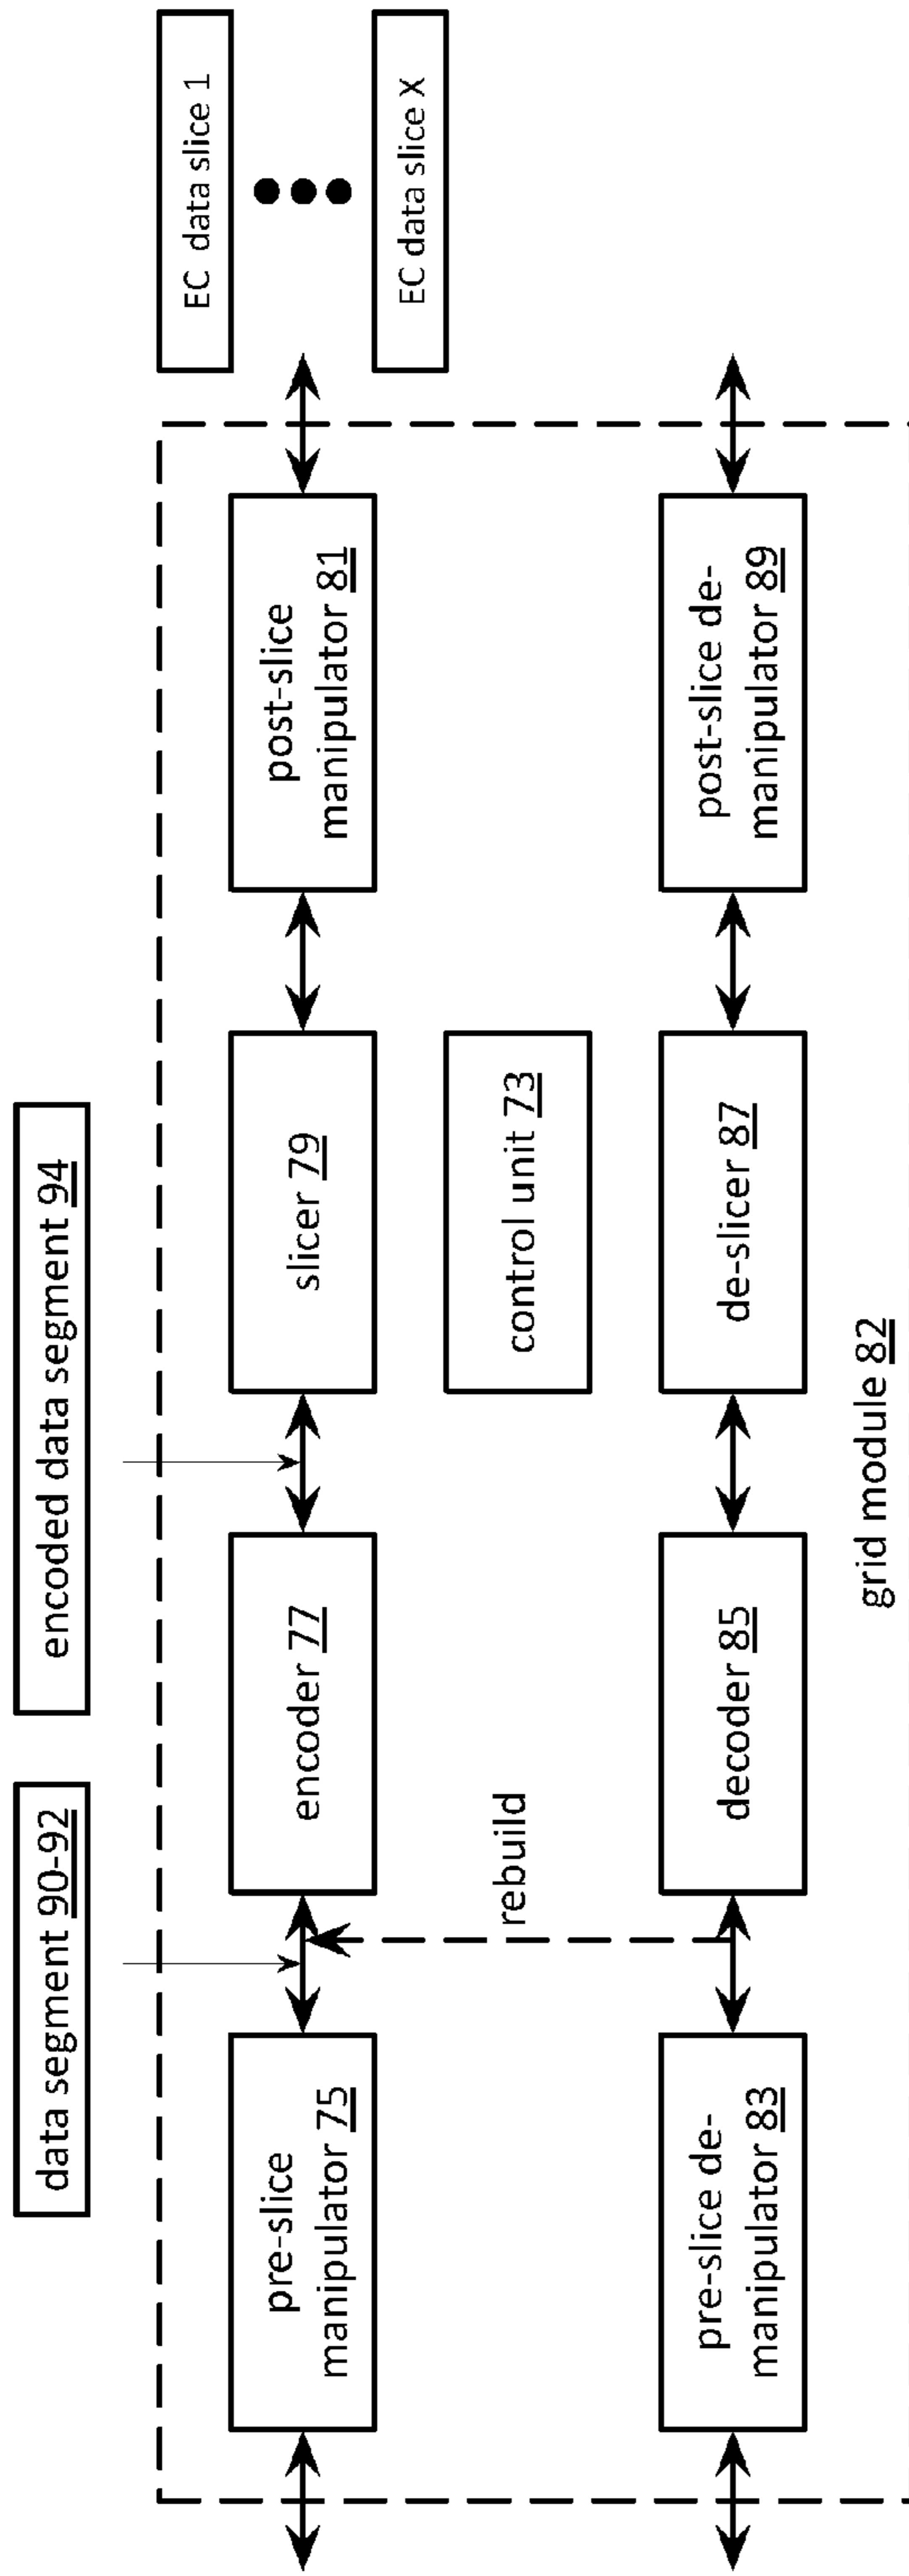 data segment 90-92
encoded data segment 94
EC data slice 1
EC data slice X
pre-slice
manipulator 75
encoder 77
slicer 79
post-slice
manipulator 81
rebuild
control unit 73
pre-slice de-
manipulator 83
decoder 85
de-slicer 87
post-slice de-
manipulator 89
grid module 82